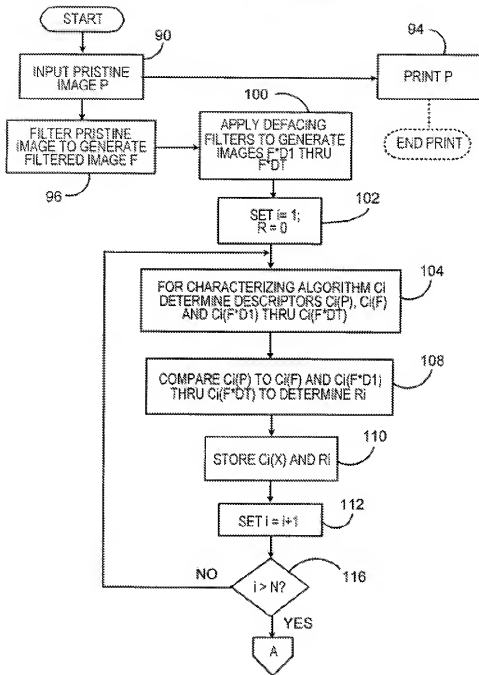 START
90
INPUT PRISTINE
IMAGE P
94
PRINT P
END PRINT
FILTER PRISTINE
IMAGE TO GENERATE
FILTERED IMAGE F
96
100
APPLY DEFACING
FILTERS TO GENERATE
IMAGES F*D1 THRU
F*DT
102
SET i= 1;
R = 0
104
FOR CHARACTERIZING ALGORITHM Ci
DETERMINE DESCRIPTORS Ci(P), Ci(F)
AND Ci(F*D1) THRU Ci(F*DT)
108
COMPARE Ci(P) TO Ci(F) AND Ci(F*D1)
THRU Ci(F*DT) TO DETERMINE Ri
110
STORE Ci(X) AND Ri
112
SET i = i+1
116
i > N?
NO
YES
A